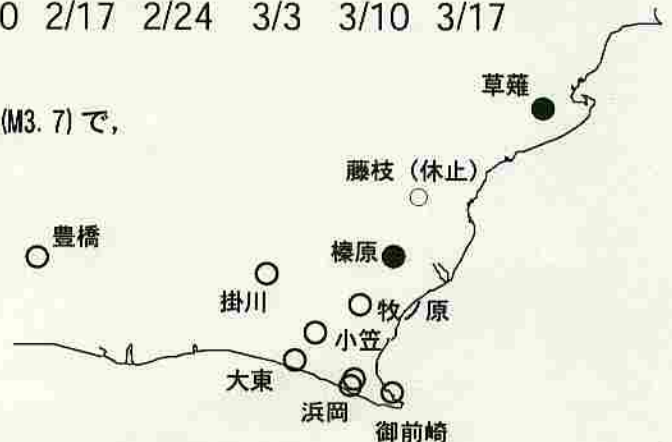 0 2/17 2/24 3/3 3/10 3/17
草薙
(M3. 7) で，
藤枝（休止）
豊橋
榛原
掛川
牧ノ原
小笠
大東
浜岡
御前崎